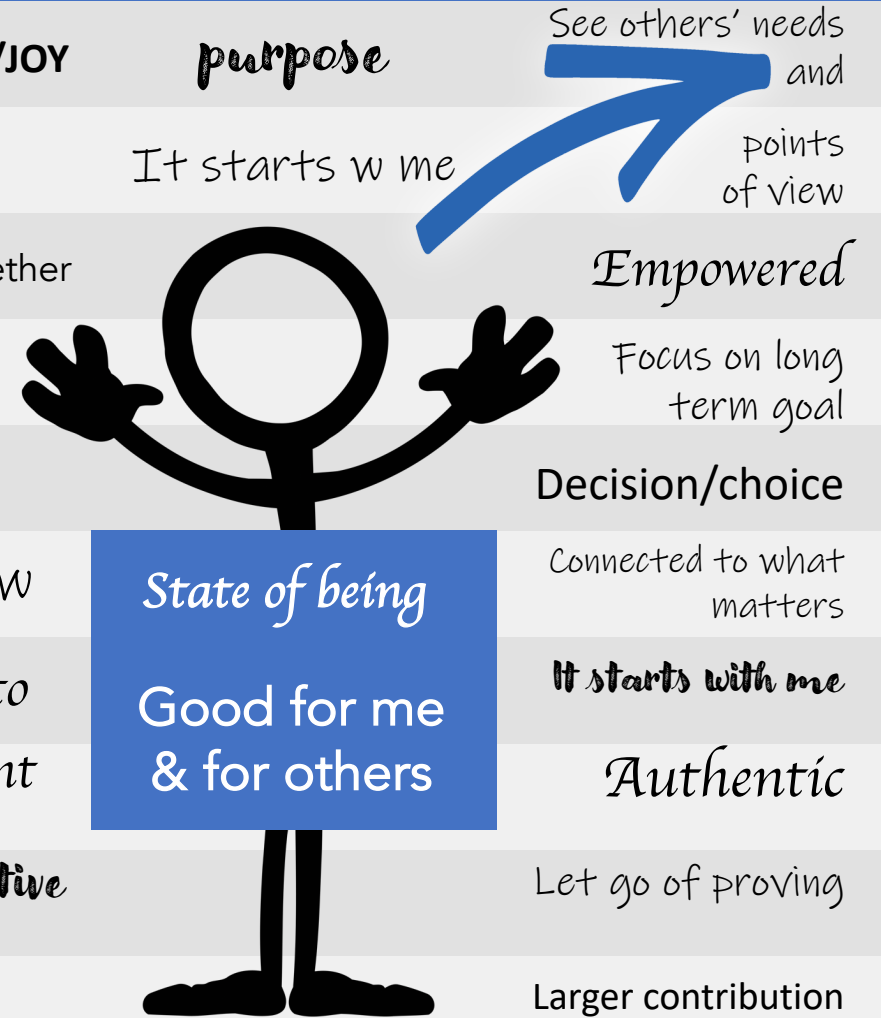 /JOY
purpose
See others' needs
and
It starts w me
points
of view
ether
Empowered
Focus on long
term goal
Decision/choice
w
State of being
Connected to what
matters
to
Good for me
& for others
It starts with me
nt
Authentic
tive
Let go of proving
Larger contribution